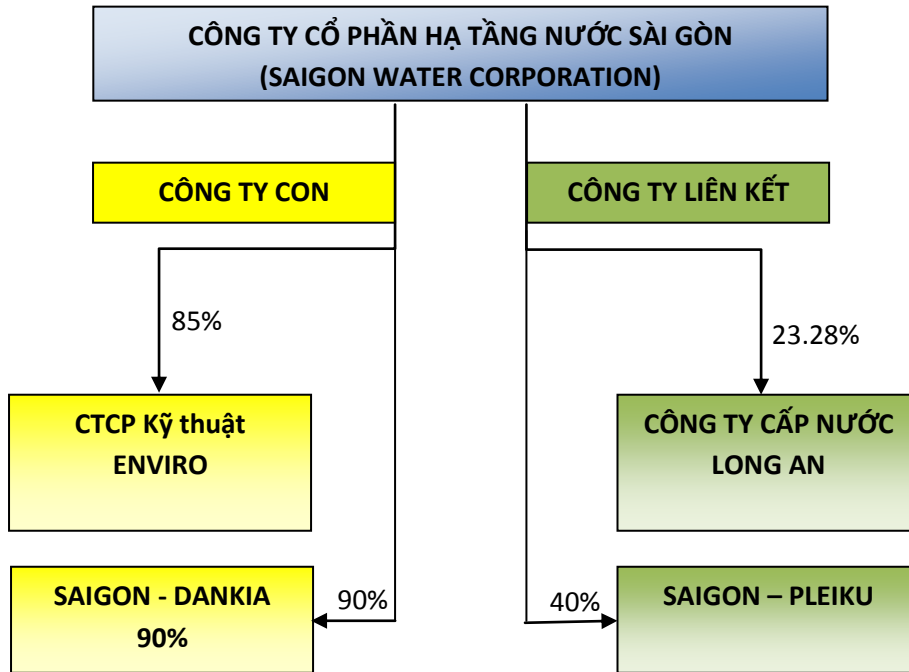 CÔNG TY CỔ PHẦN HẠ TẦNG NƯỚC SÀI GÒN
(SAIGON WATER CORPORATION)
CÔNG TY CON
CÔNG TY LIÊN KẾT
85%
23.28%
CTCP Kỹ thuật
ENVIRO
CÔNG TY CẤP NƯỚC
LONG AN
SAIGON - DANKIA
90%
90%
40%
SAIGON – PLEIKU